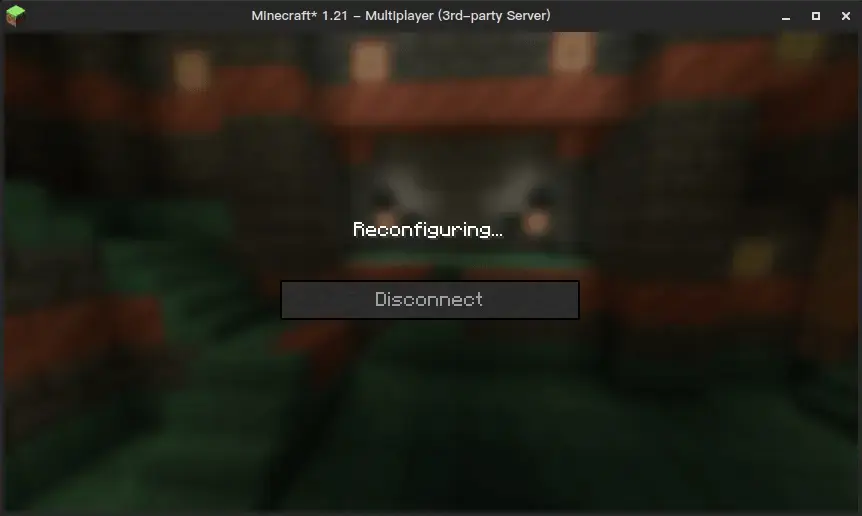 Minecraft* 1.21 – Multiplayer (3rd-party Server)
Reconfiguring...
Disconnect